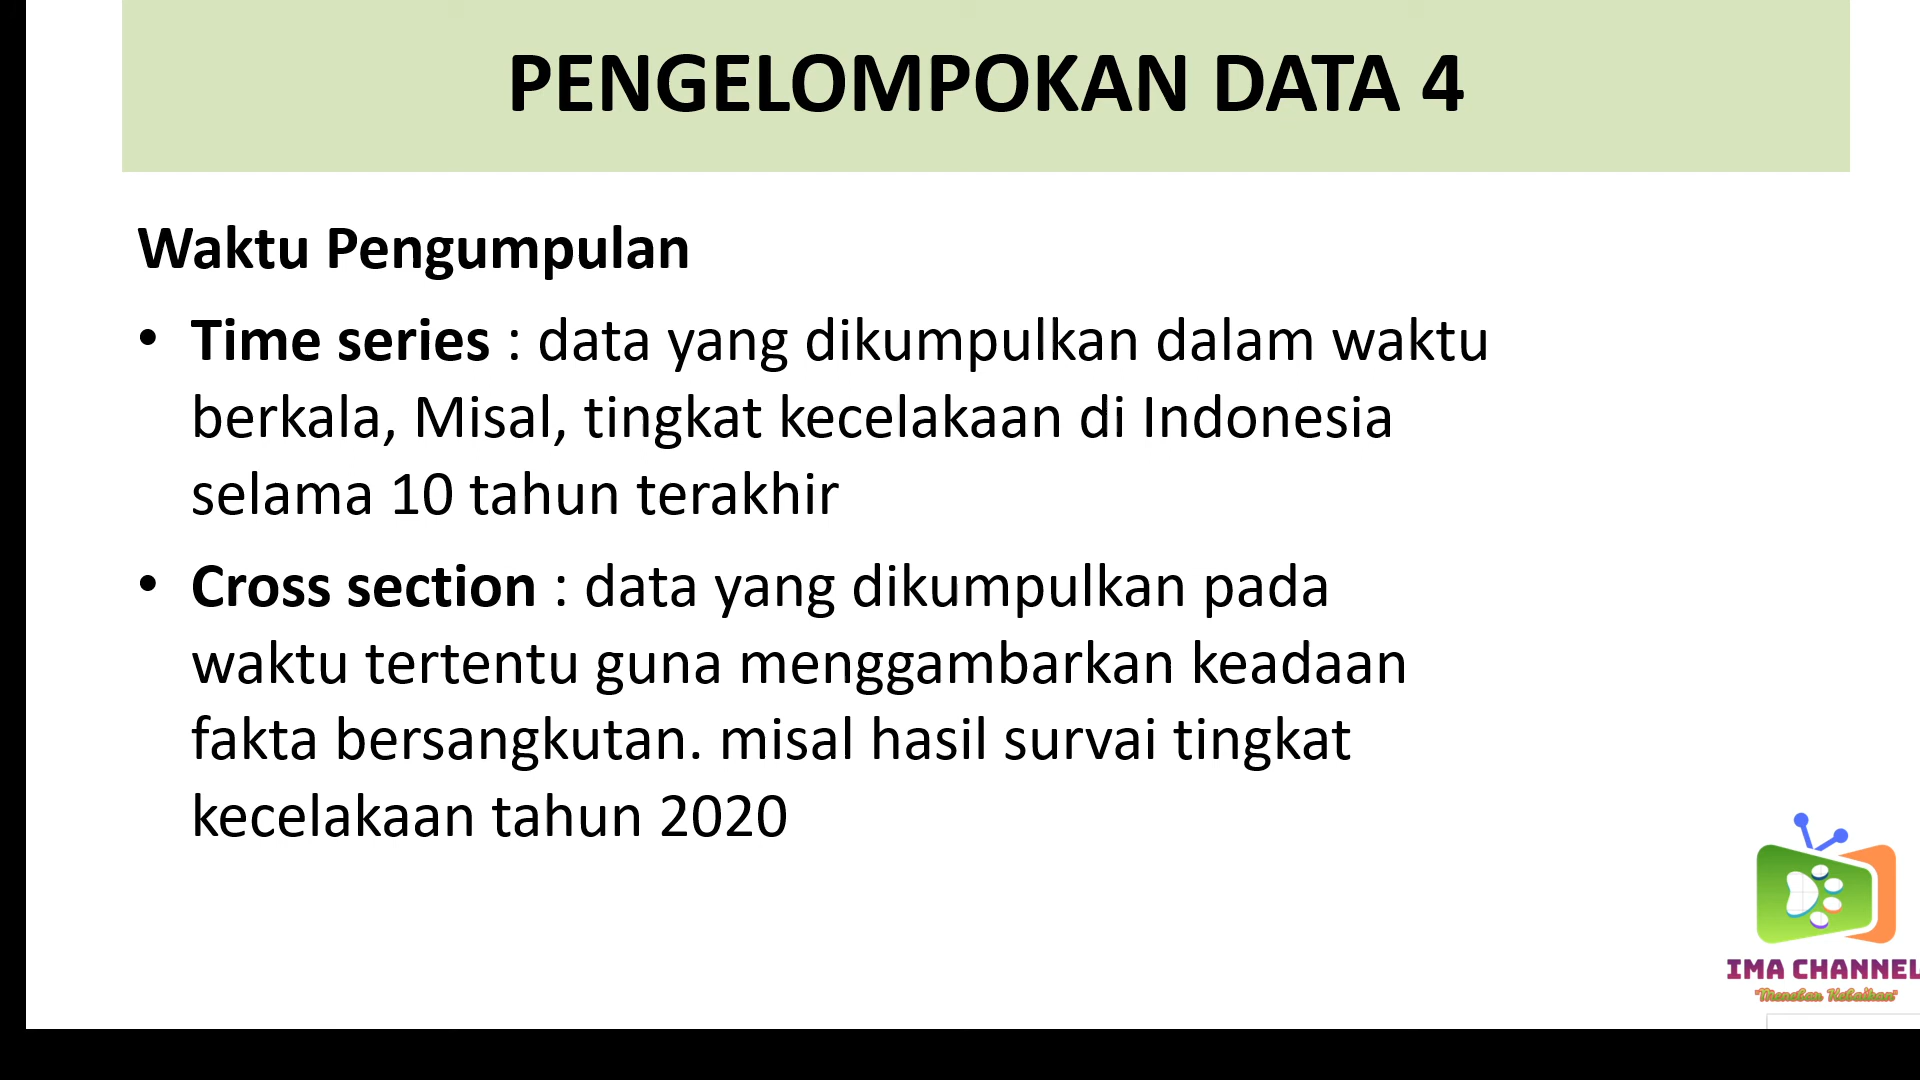 PENGELOMPOKAN DATA 4
Waktu Pengumpulan
• Time series : data yang dikumpulkan dalam waktu
berkala, Misal, tingkat kecelakaan di Indonesia
selama 10 tahun terakhir
• Cross section : data yang dikumpulkan pada
waktu tertentu guna menggambarkan keadaan
fakta bersangkutan. misal hasil survai tingkat
kecelakaan tahun 2020
IMA CHANNEL
"Menebar Kebaikan"